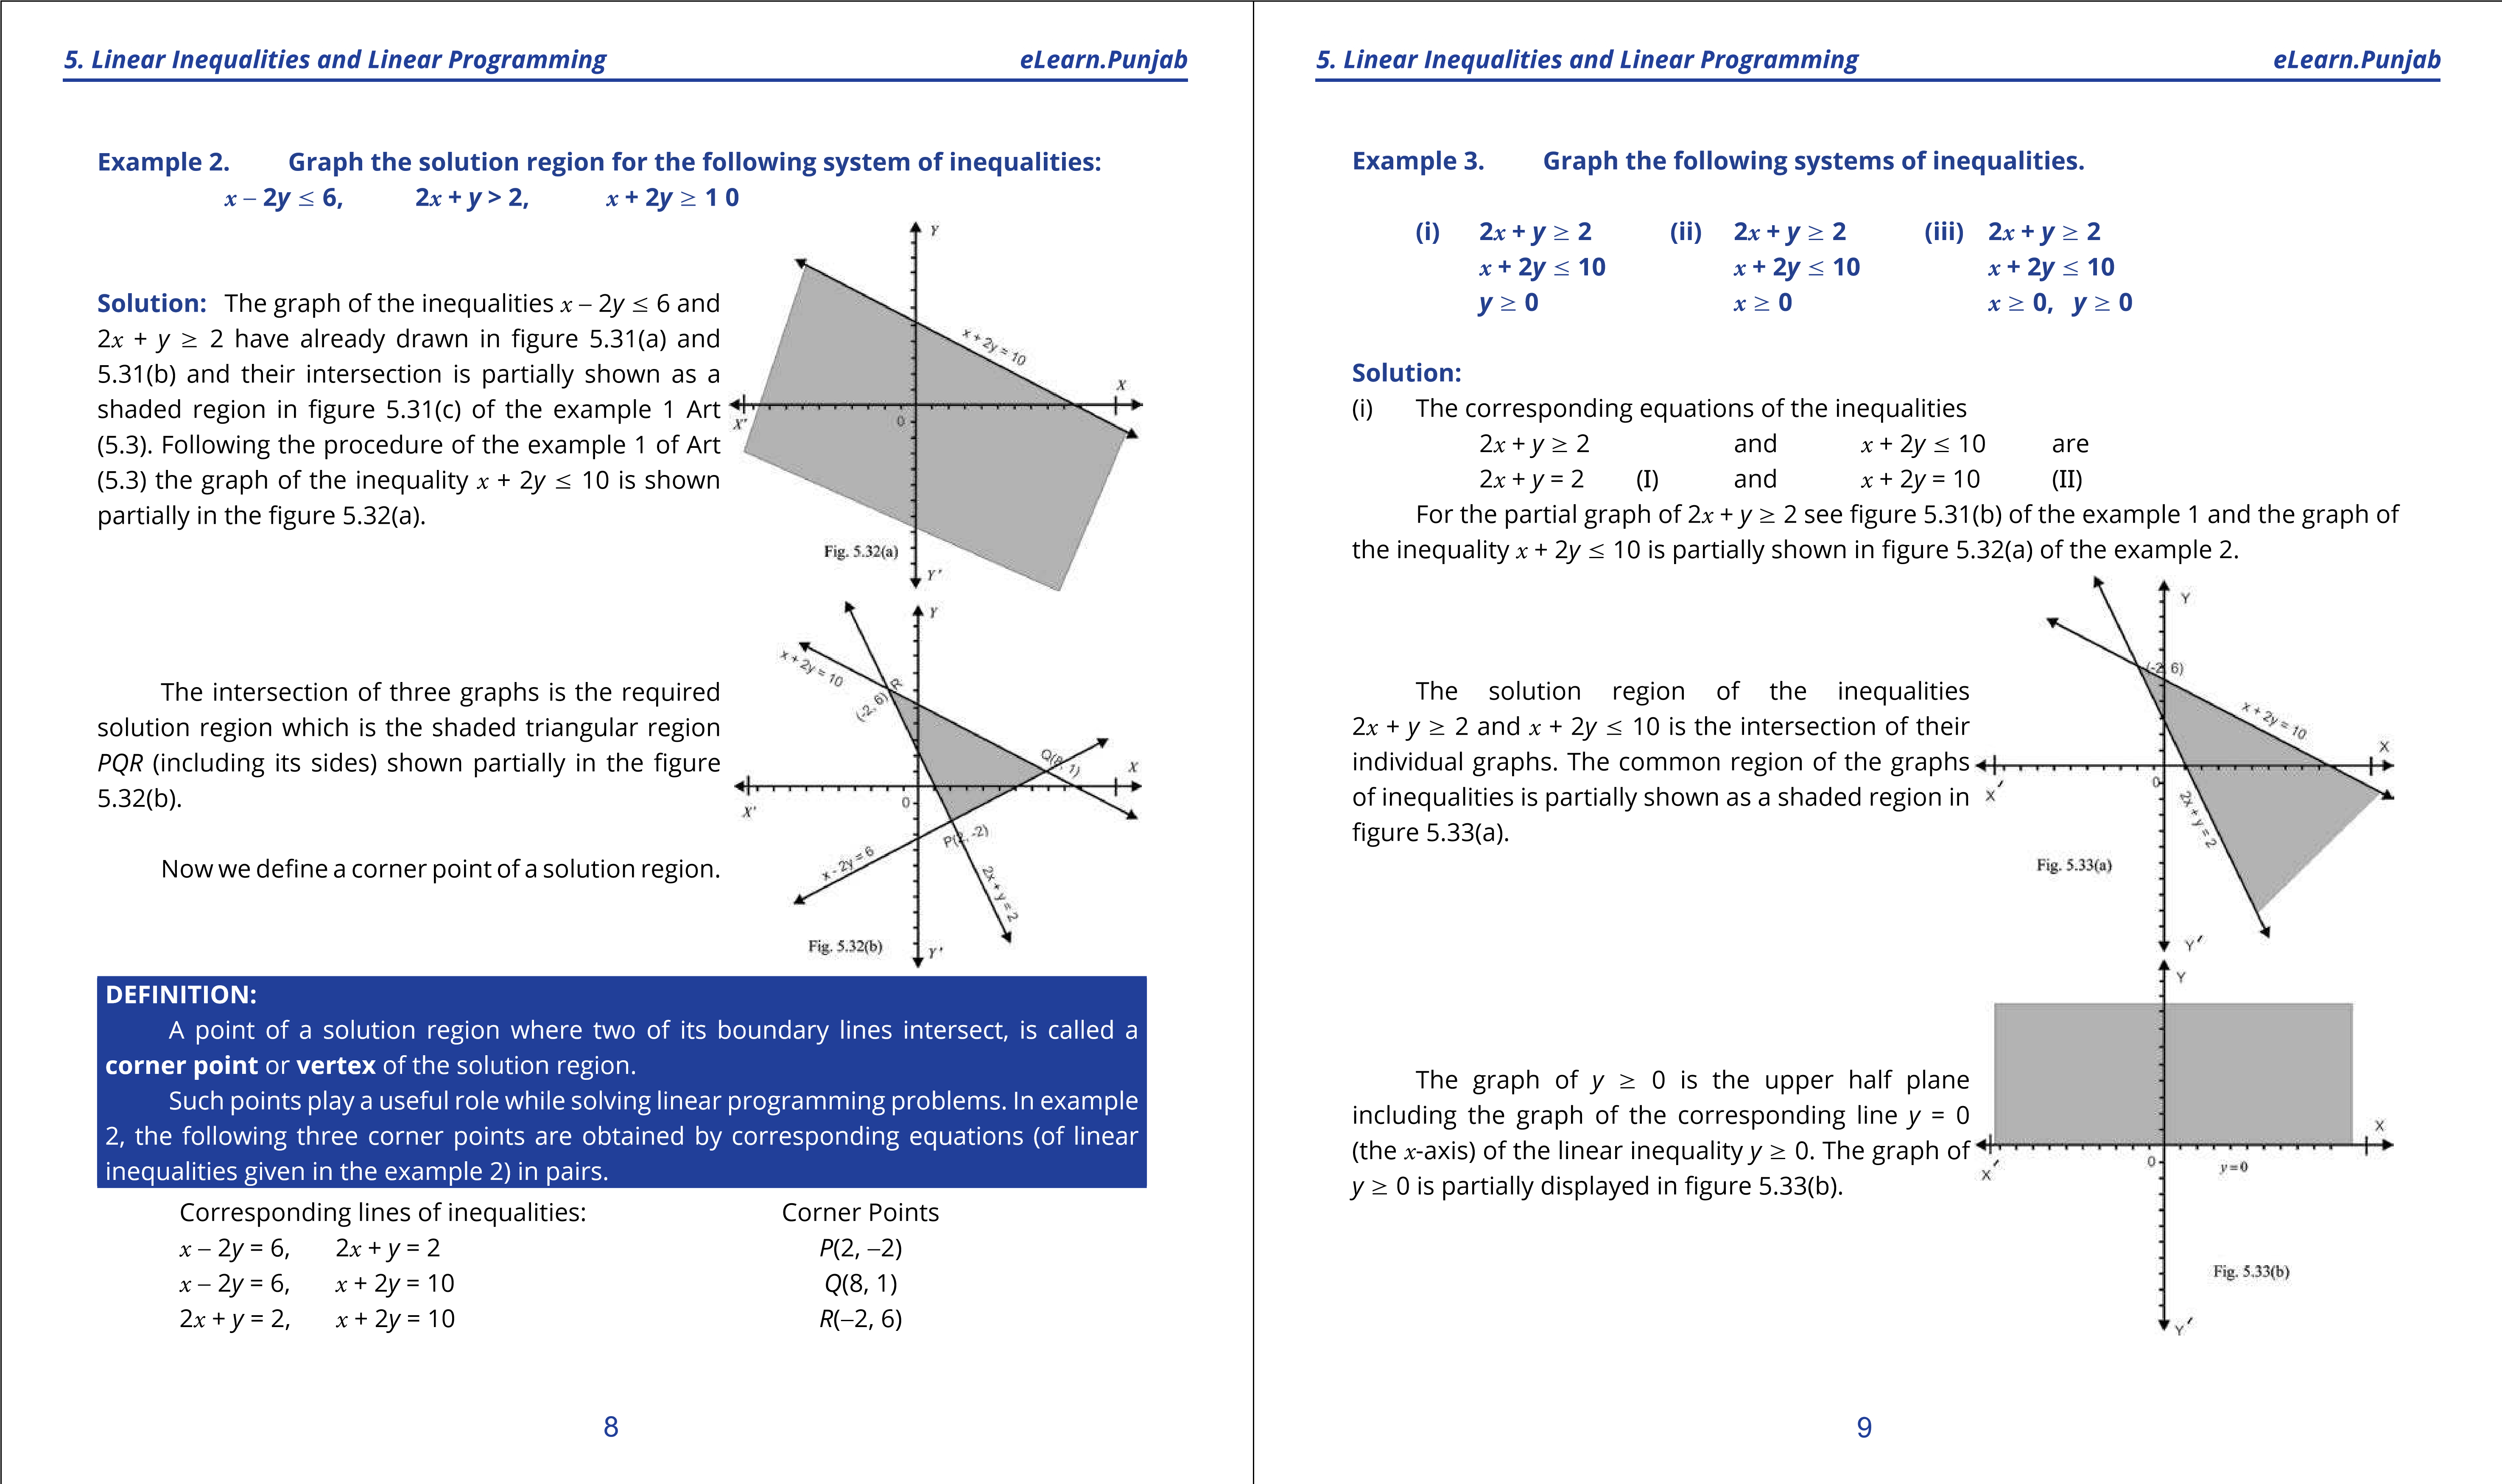 5. Linear Inequalities and Linear Programming eLearn.Punjab
Example 2. Graph the solution region for the following system of inequalities:
x – 2y ≤ 6, 2x + y > 2, x + 2y ≥ 1 0
Solution: The graph of the inequalities x – 2y ≤ 6 and
2x + y ≥ 2 have already drawn in figure 5.31(a) and
5.31(b) and their intersection is partially shown as a
shaded region in figure 5.31(c) of the example 1 Art
(5.3). Following the procedure of the example 1 of Art
(5.3) the graph of the inequality x + 2y ≤ 10 is shown
partially in the figure 5.32(a).
Y
x + 2y = 10
X
X'
0
Fig. 5.32(a)
Y'
The intersection of three graphs is the required
solution region which is the shaded triangular region
PQR (including its sides) shown partially in the figure
5.32(b).
Now we define a corner point of a solution region.
Y
x + 2y = 10
(-2, 6) R
Q(8, 1)
X
X'
0
P(2, -2)
x - 2y = 6
2x + y = 2
Fig. 5.32(b)
Y'
DEFINITION:
A point of a solution region where two of its boundary lines intersect, is called a
corner point or vertex of the solution region.
Such points play a useful role while solving linear programming problems. In example
2, the following three corner points are obtained by corresponding equations (of linear
inequalities given in the example 2) in pairs.
Corresponding lines of inequalities: Corner Points
x – 2y = 6, 2x + y = 2 P(2, –2)
x – 2y = 6, x + 2y = 10 Q(8, 1)
2x + y = 2, x + 2y = 10 R(–2, 6)
8
5. Linear Inequalities and Linear Programming eLearn.Punjab
Example 3. Graph the following systems of inequalities.
(i) 2x + y ≥ 2 (ii) 2x + y ≥ 2 (iii) 2x + y ≥ 2
x + 2y ≤ 10 x + 2y ≤ 10 x + 2y ≤ 10
y ≥ 0 x ≥ 0 x ≥ 0, y ≥ 0
Solution:
(i) The corresponding equations of the inequalities
2x + y ≥ 2 and x + 2y ≤ 10 are
2x + y = 2 (I) and x + 2y = 10 (II)
For the partial graph of 2x + y ≥ 2 see figure 5.31(b) of the example 1 and the graph of
the inequality x + 2y ≤ 10 is partially shown in figure 5.32(a) of the example 2.
The solution region of the inequalities
2x + y ≥ 2 and x + 2y ≤ 10 is the intersection of their
individual graphs. The common region of the graphs
of inequalities is partially shown as a shaded region in
figure 5.33(a).
Y
(-2, 6)
x + 2y = 10
X
X'
0
2x + y = 2
Fig. 5.33(a)
Y'
The graph of y ≥ 0 is the upper half plane
including the graph of the corresponding line y = 0
(the x-axis) of the linear inequality y ≥ 0. The graph of
y ≥ 0 is partially displayed in figure 5.33(b).
Y
X
X'
0
y = 0
Fig. 5.33(b)
Y'
9